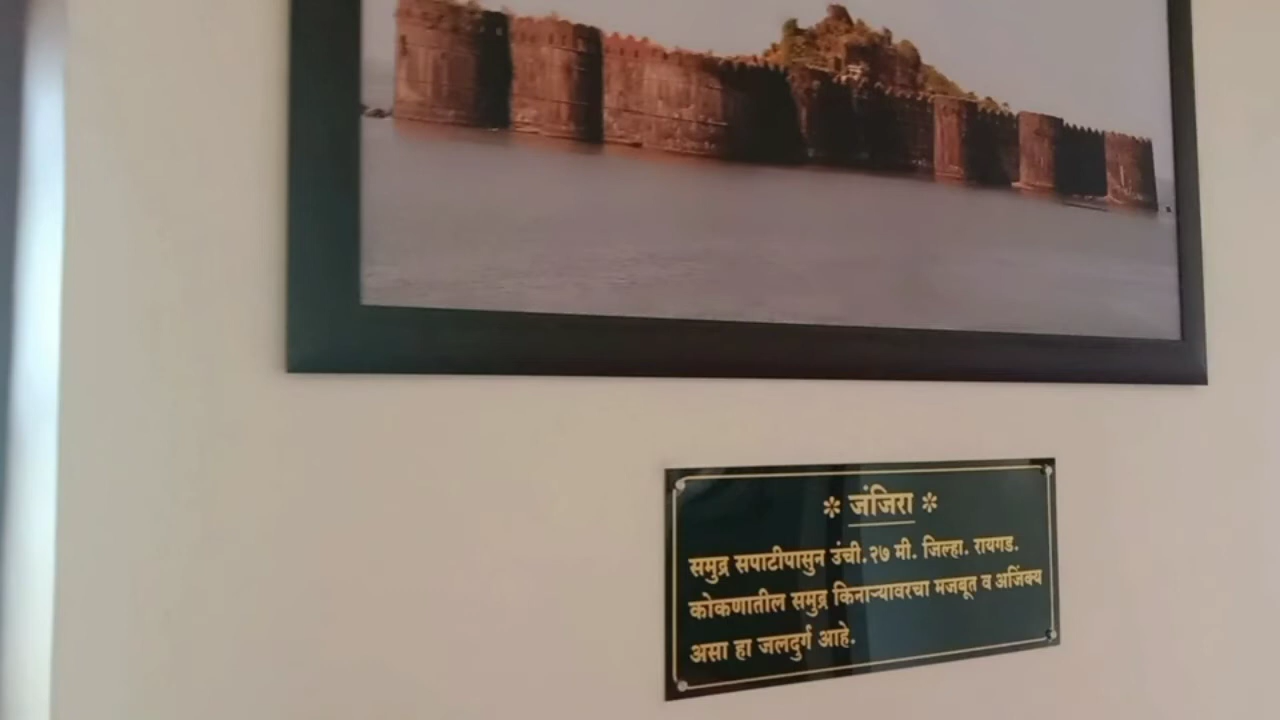 * जंजिरा *
समुद्र सपाटीपासुन उंची.२७ मी. जिल्हा. रायगड.
कोकणातील समुद्र किनाऱ्यावरचा मजबूत व अजिंक्य
असा हा जलदुर्ग आहे.